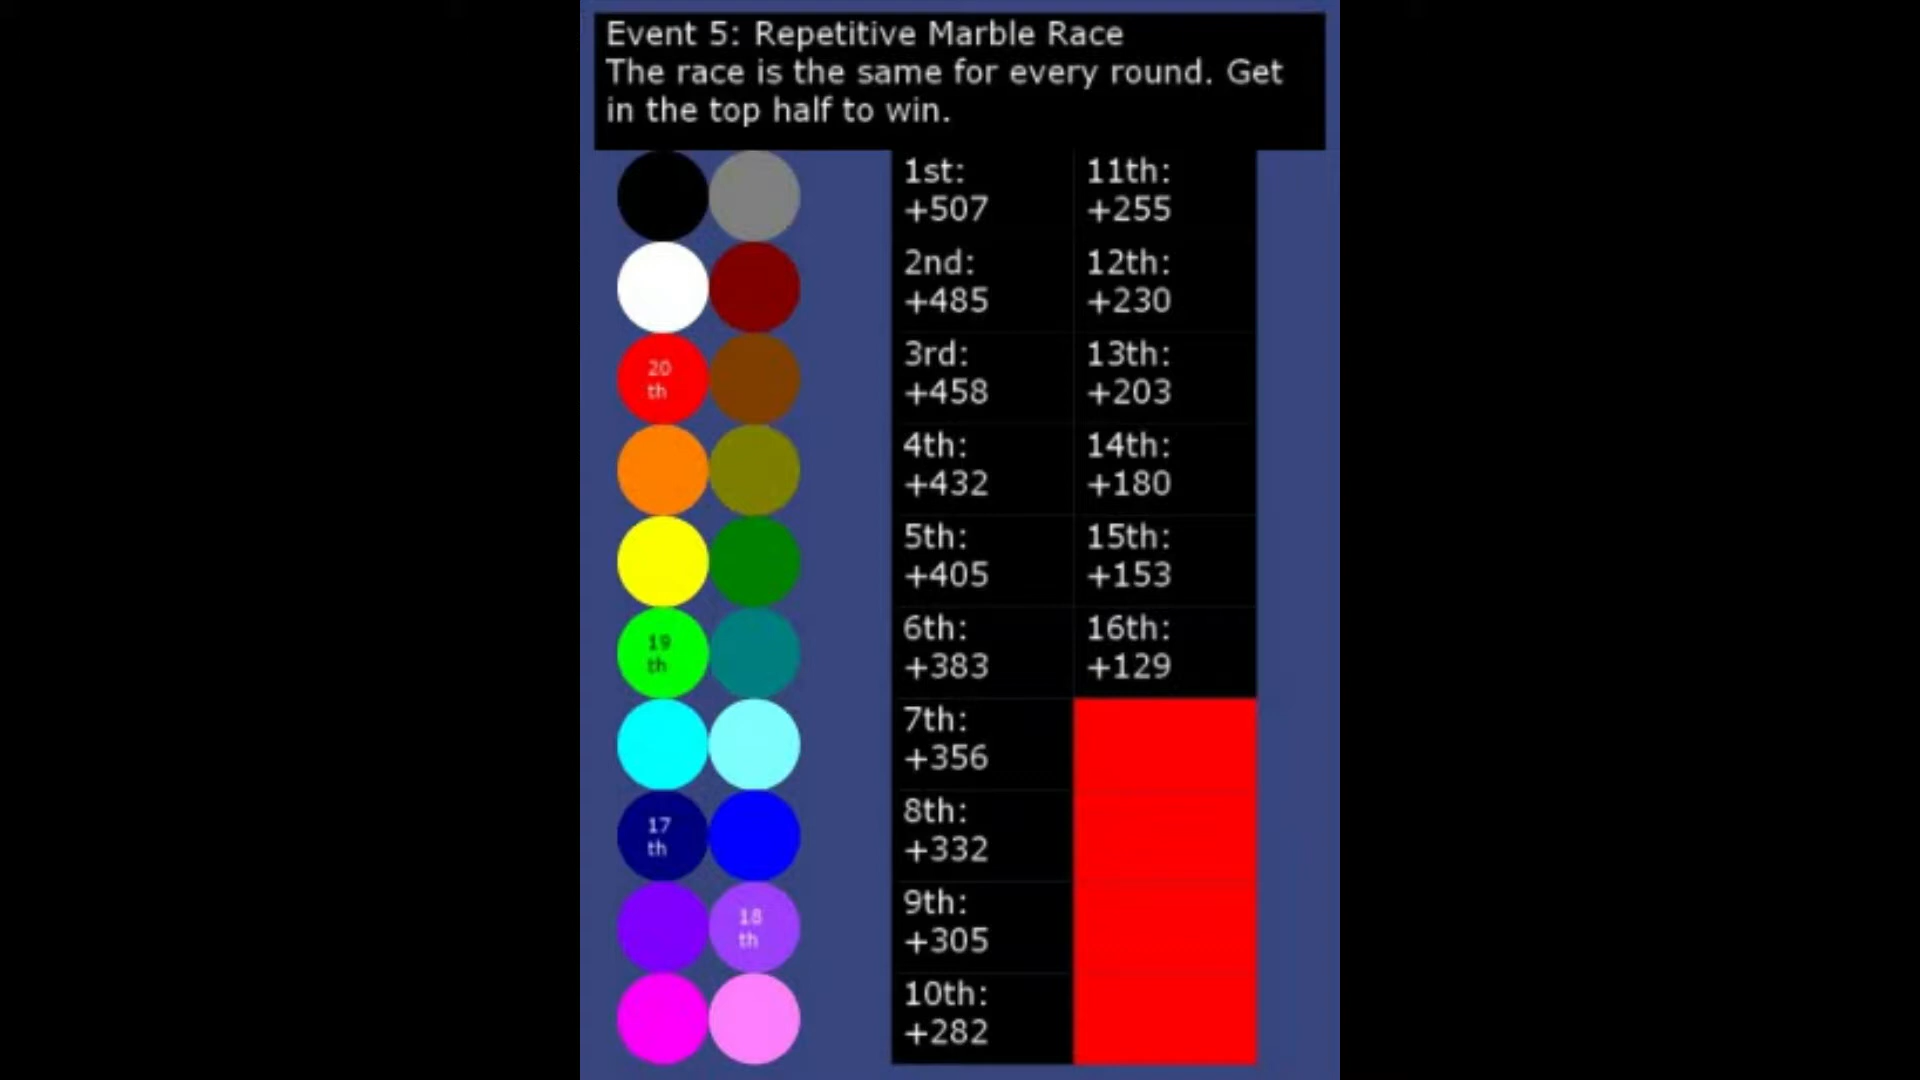 Event 5: Repetitive Marble Race
The race is the same for every round. Get
in the top half to win.
20
th
19
th
17
th
18
th
1st:
+507
2nd:
+485
3rd:
+458
4th:
+432
5th:
+405
6th:
+383
7th:
+356
8th:
+332
9th:
+305
10th:
+282
11th:
+255
12th:
+230
13th:
+203
14th:
+180
15th:
+153
16th:
+129